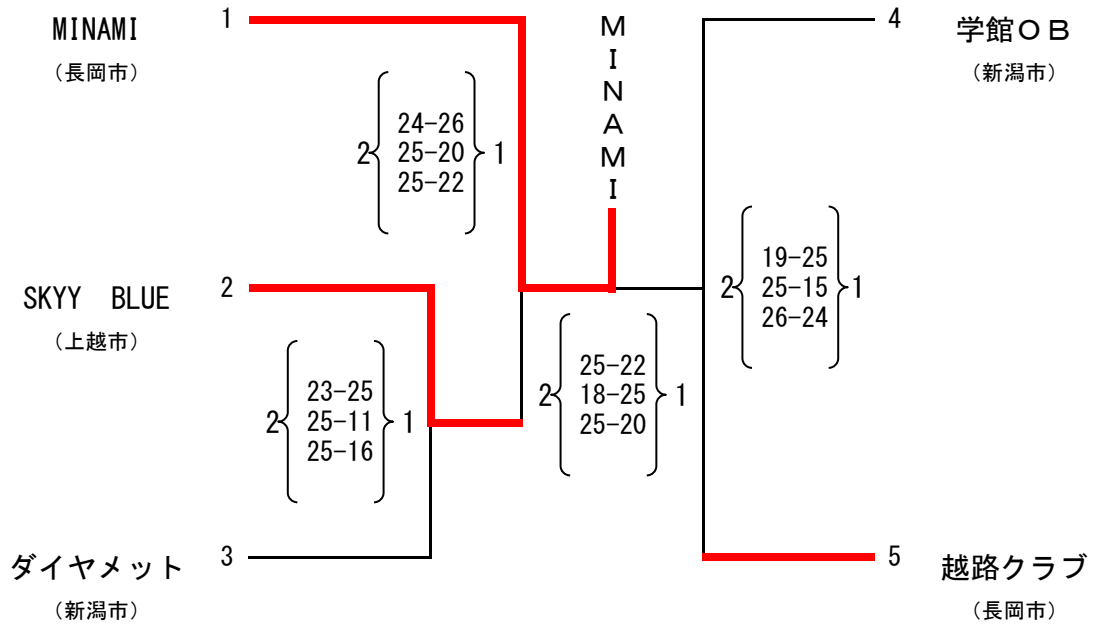 1
MINAMI
(長岡市)
2
24-26
25-20
25-22
1
MINAMI
4
学館OB
(新潟市)
2
SKYY BLUE
(上越市)
2
23-25
25-11
25-16
1
2
25-22
18-25
25-20
1
2
19-25
25-15
26-24
1
3
ダイヤメット
(新潟市)
5
越路クラブ
(長岡市)